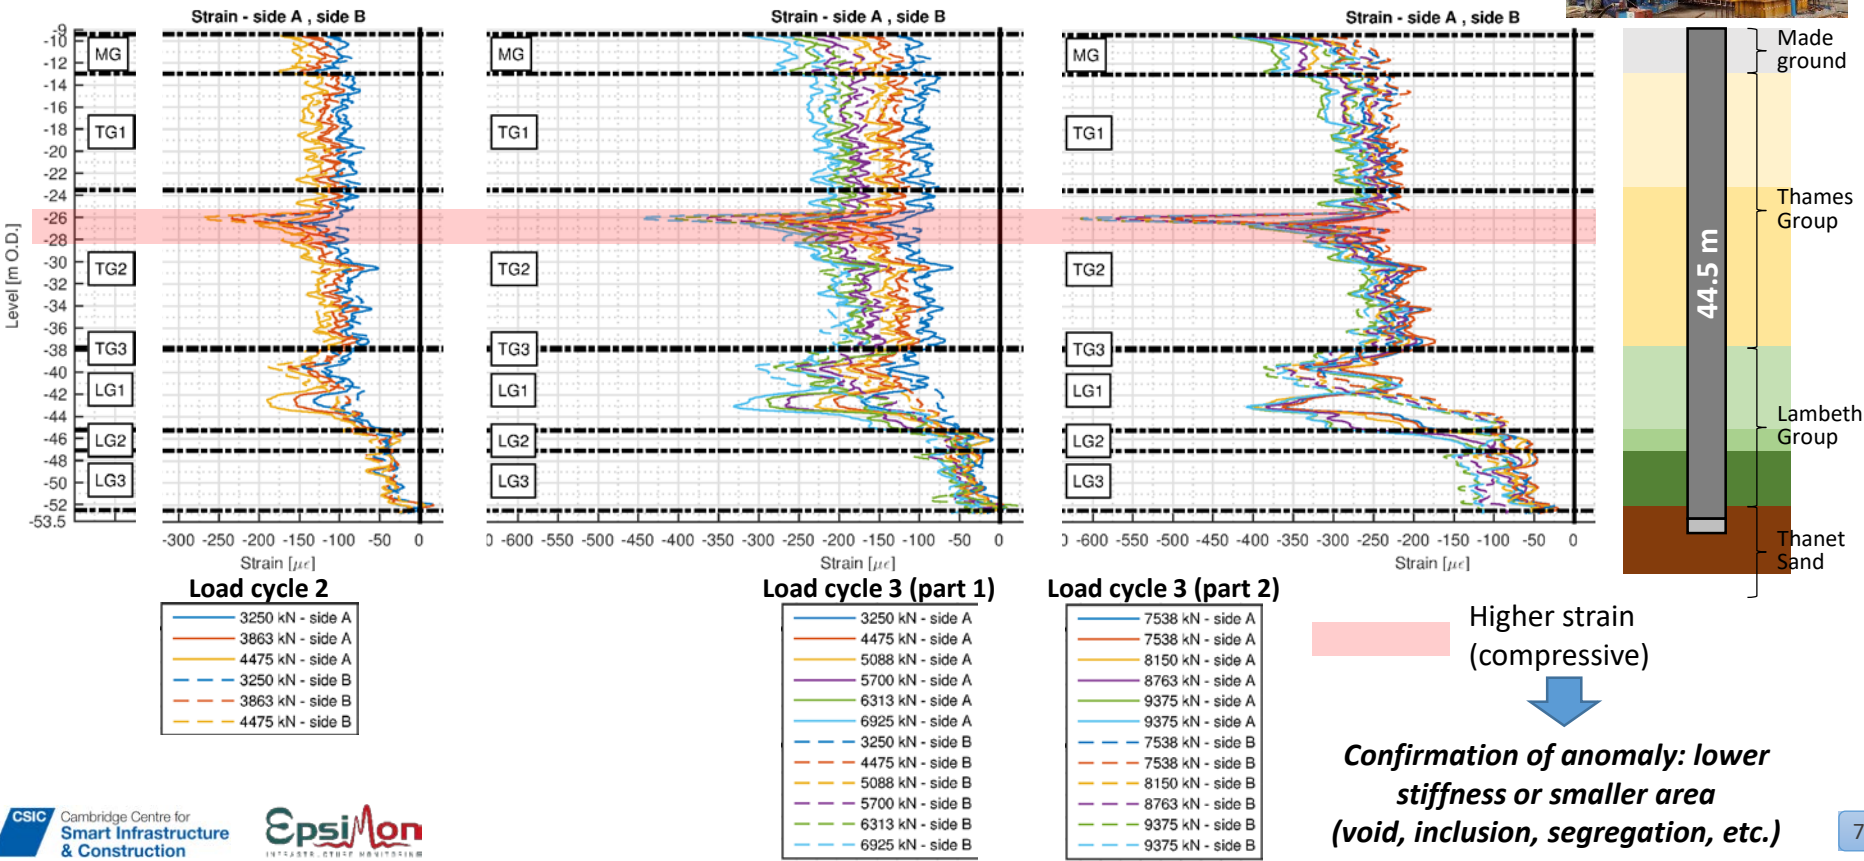 Strain - side A , side B
Strain - side A , side B
Strain - side A , side B
-9
-10
-12
-14
-16
-18
-20
-22
-24
-26
-28
-30
-32
-34
-36
-38
-40
-42
-44
-46
-48
-50
-52
-53.5
Level [m O.D.]
MG
TG1
TG2
TG3
LG1
LG2
LG3
MG
TG1
TG2
TG3
LG1
LG2
LG3
MG
TG1
TG2
TG3
LG1
LG2
LG3
-300 -250 -200 -150 -100 -50 0
Strain [με]
-600 -550 -500 -450 -400 -350 -300 -250 -200 -150 -100 -50 0
Strain [με]
-600 -550 -500 -450 -400 -350 -300 -250 -200 -150 -100 -50 0
Strain [με]
Made
ground
Thames
Group
44.5 m
Lambeth
Group
Thanet
Sand
Load cycle 2
3250 kN - side A
3863 kN - side A
4475 kN - side A
3250 kN - side B
3863 kN - side B
4475 kN - side B
Load cycle 3 (part 1)
3250 kN - side A
4475 kN - side A
5088 kN - side A
5700 kN - side A
6313 kN - side A
6925 kN - side A
3250 kN - side B
4475 kN - side B
5088 kN - side B
5700 kN - side B
6313 kN - side B
6925 kN - side B
Load cycle 3 (part 2)
7538 kN - side A
7538 kN - side A
8150 kN - side A
8763 kN - side A
9375 kN - side A
9375 kN - side A
7538 kN - side B
7538 kN - side B
8150 kN - side B
8763 kN - side B
9375 kN - side B
9375 kN - side B
Higher strain
(compressive)
Confirmation of anomaly: lower
stiffness or smaller area
(void, inclusion, segregation, etc.)
CSIC
Cambridge Centre for
Smart Infrastructure
& Construction
EpsiMon
INFRASTRUCTURE MONITORING
7